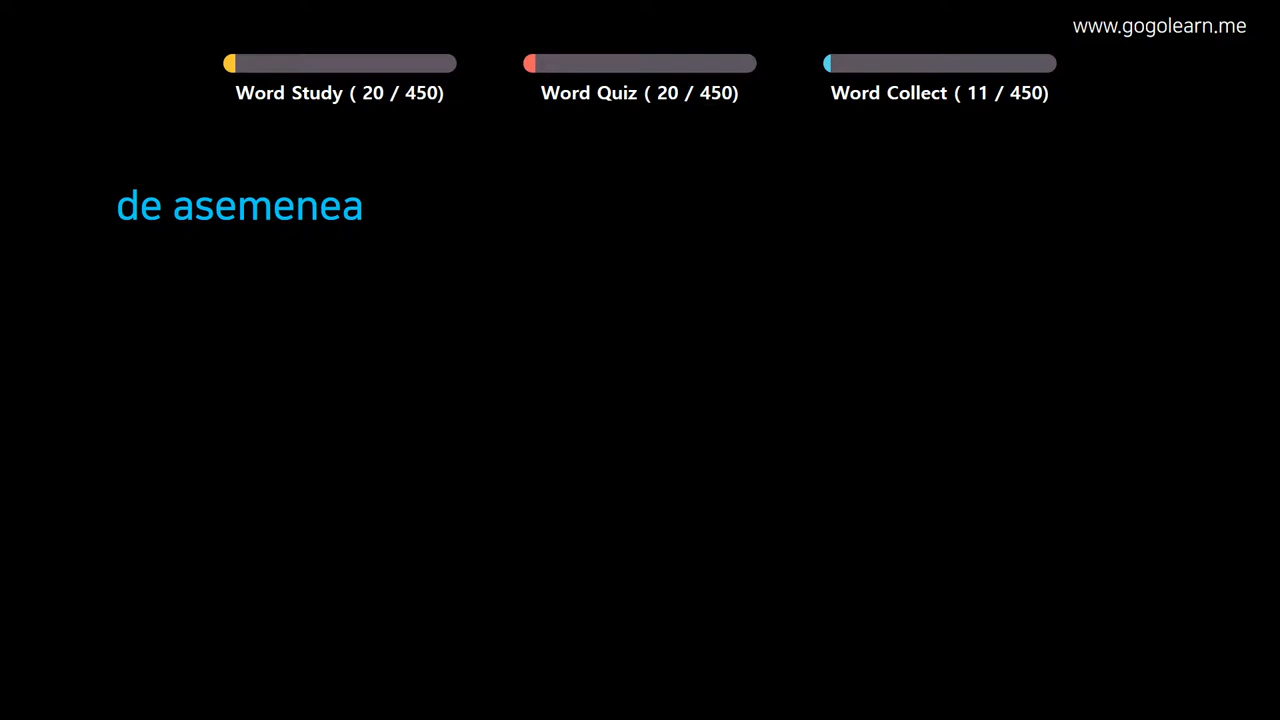 www.gogolearn.me
Word Study ( 20 / 450)
Word Quiz ( 20 / 450)
Word Collect ( 11 / 450)
de asemenea